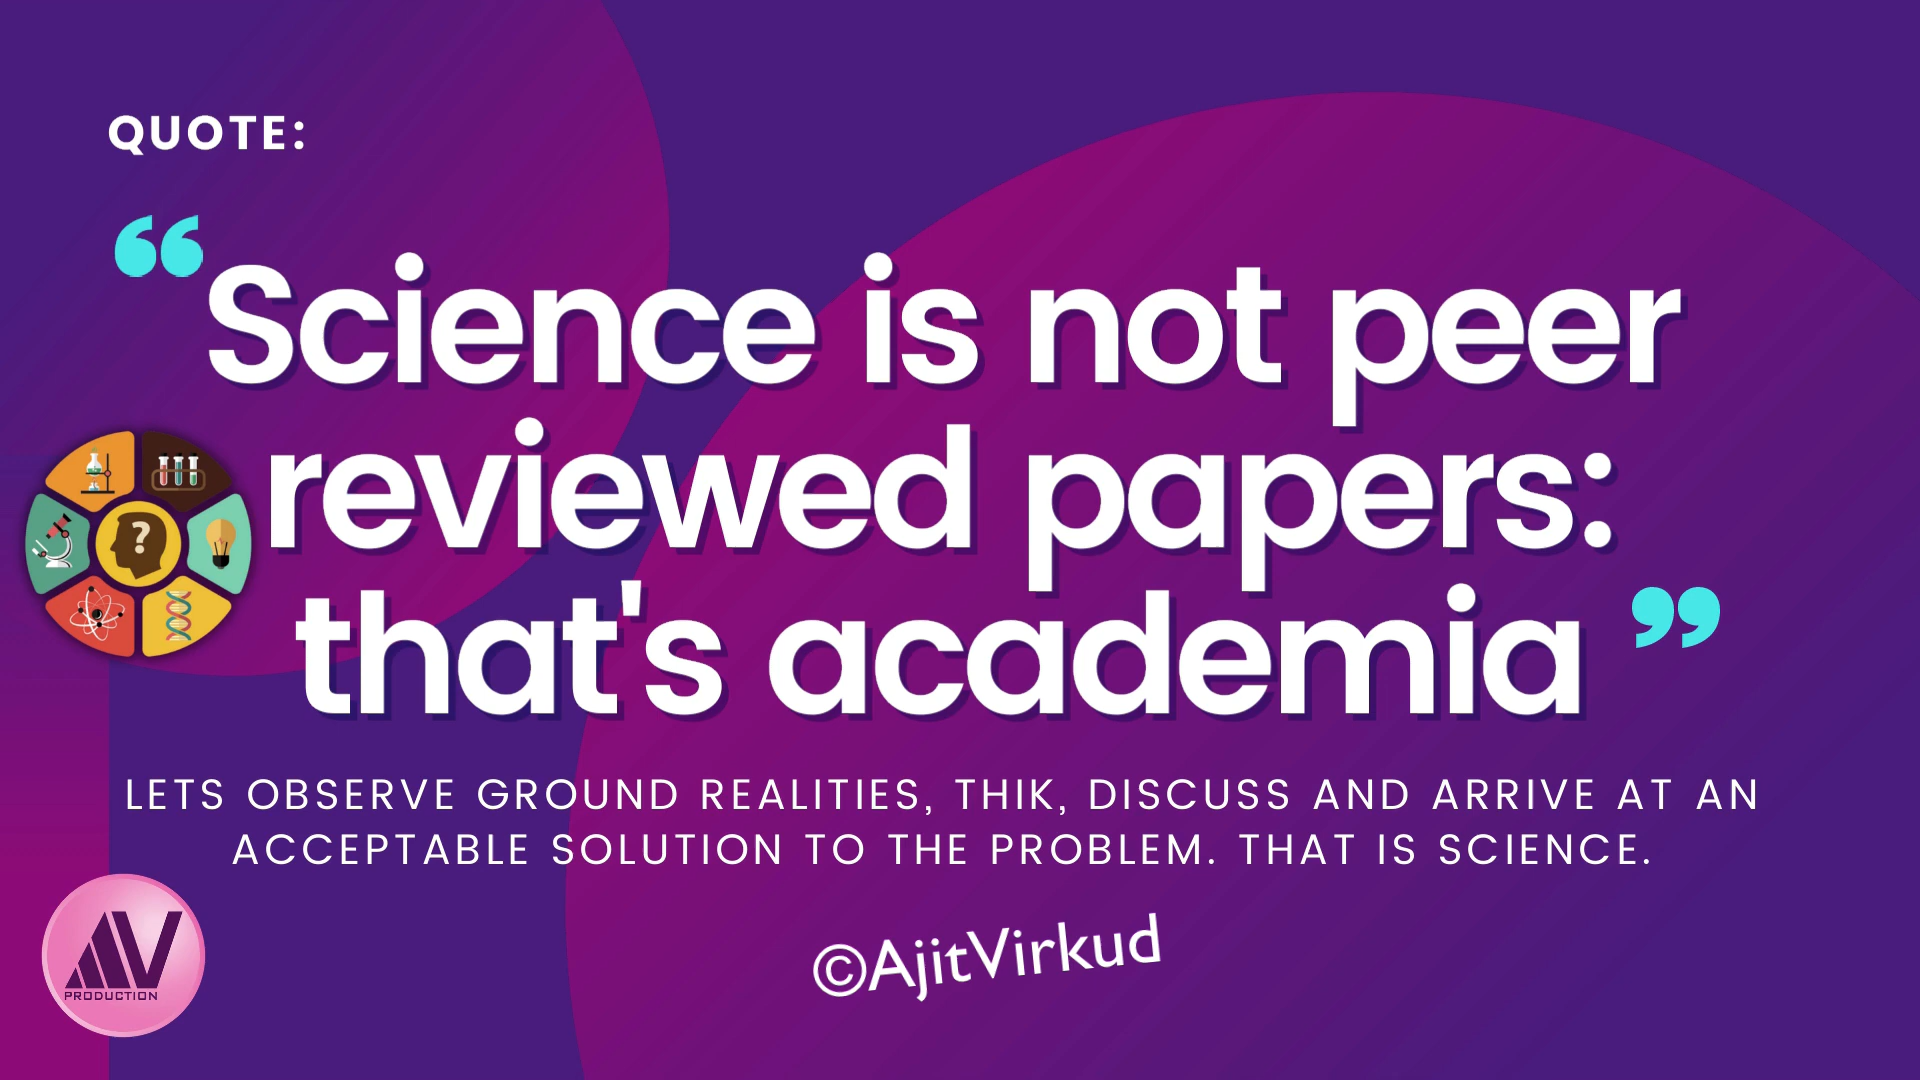 QUOTE:
“Science is not peer
reviewed papers:
that's academia ”
?
LETS OBSERVE GROUND REALITIES, THIK, DISCUSS AND ARRIVE AT AN
ACCEPTABLE SOLUTION TO THE PROBLEM. THAT IS SCIENCE.
©AjitVirkud
AV
PRODUCTION